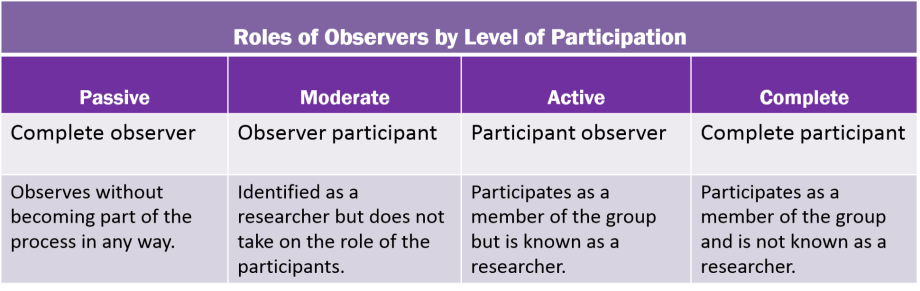 Roles of Observers by Level of Participation
Passive
Moderate
Active
Complete
Complete observer
Observer participant
Participant observer
Complete participant
Observes without
becoming part of the
process in any way.
Identified as a
researcher but does not
take on the role of the
participants.
Participates as a
member of the group
but is known as a
researcher.
Participates as a
member of the group
and is not known as a
researcher.